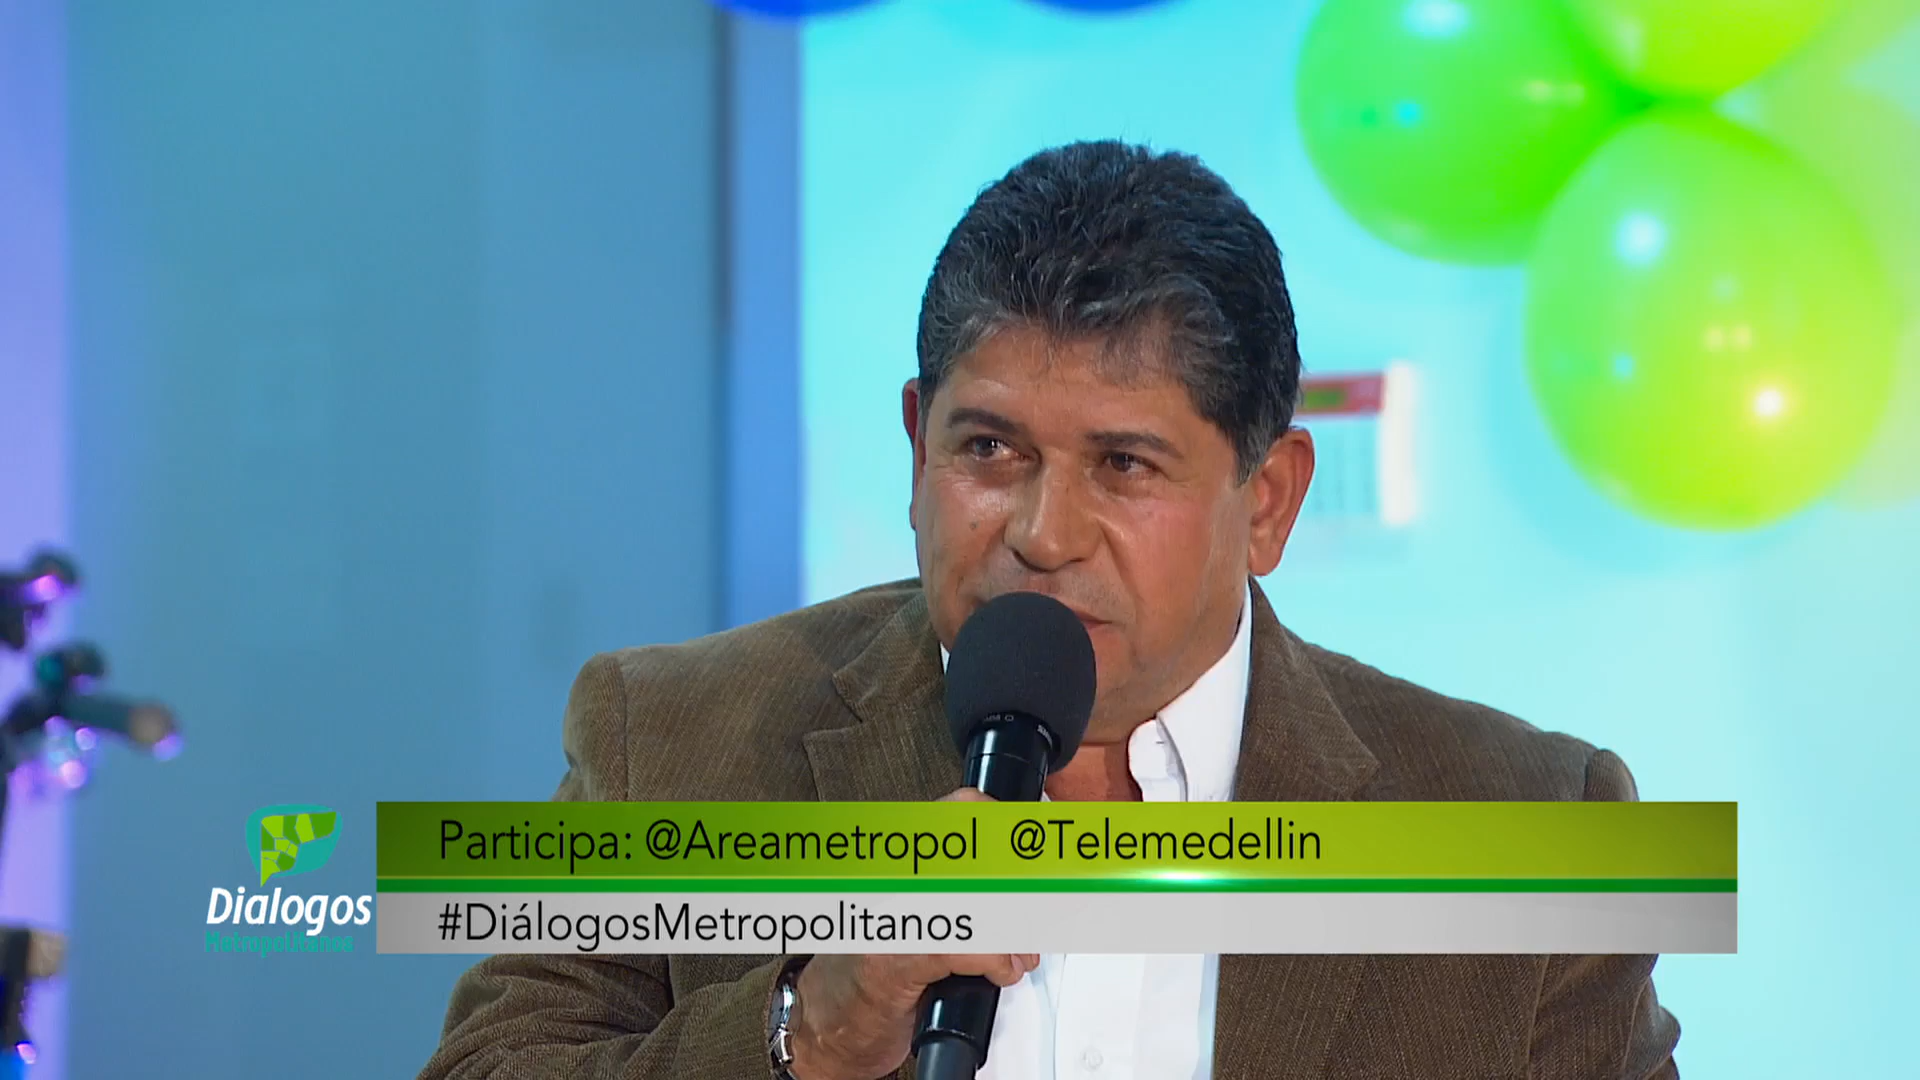 Participa: @Areametropol @Telemedellin
#DiálogosMetropolitanos
Dialogos
Metropolitanos